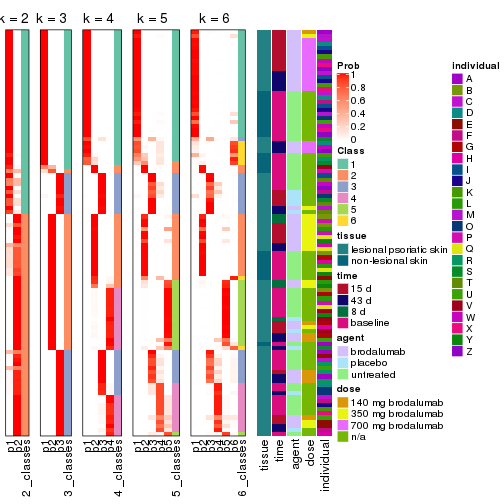 k = 2
k = 3
k = 4
k = 5
k = 6
Prob
1
0.8
0.6
0.4
0.2
0
Class
1
2
3
4
5
6
tissue
lesional psoriatic skin
non-lesional skin
time
15 d
43 d
8 d
baseline
agent
brodalumab
placebo
untreated
dose
140 mg brodalumab
350 mg brodalumab
700 mg brodalumab
n/a
individual
A
B
C
D
E
F
G
H
I
J
K
L
M
O
P
Q
R
S
T
U
V
W
X
Y
Z
p1
p2
2_classes
p1
p2
p3
3_classes
p1
p2
p3
p4
4_classes
p1
p2
p3
p4
p5
5_classes
p1
p2
p3
p4
p5
p6
6_classes
tissue
time
agent
dose
individual